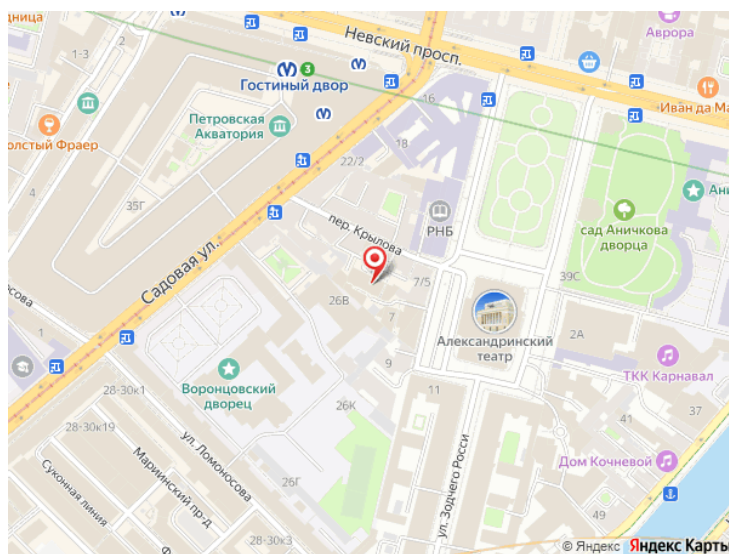 дница
1-3
2
Невский просп.
Аврора
3
Гостиный двор
16
Иван да Ма
Петровская
Акватория
олстый Фраер
18
22/2
4
35Г
РНБ
Ани
сад Аничкова
дворца
пер. Крылова
Садовая ул.
7/5
39С
осова
26В
7
1
2А
Александринский
театр
9
ТКК Карнавал
Воронцовский
дворец
28-30к1
11
26К
37
41
28-30к19
ул. Ломоносова
Мариинский пр-д
Суконная линия
Дом Кочневой
26Г
ул. Зодчего Росси
49
28-30к3
© Яндекс Яндекс Карты